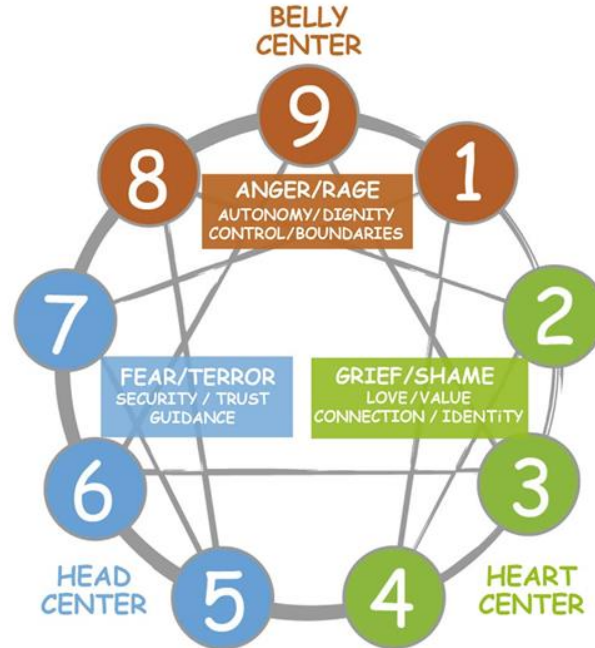 BELLY
CENTER
9
8
1
ANGER/RAGE
AUTONOMY/DIGNITY
CONTROL/BOUNDARIES
7
2
FEAR/TERROR
SECURITY / TRUST
GUIDANCE
GRIEF/SHAME
LOVE/VALUE
CONNECTION / IDENTiTY
6
3
HEAD
CENTER
5
4
HEART
CENTER